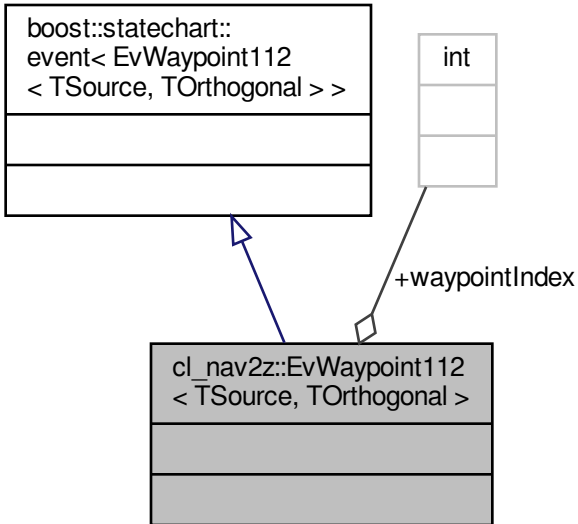 boost::statechart::
event< EvWaypoint112
< TSource, TOrthogonal > >
int
+waypointIndex
cl_nav2z::EvWaypoint112
< TSource, TOrthogonal >